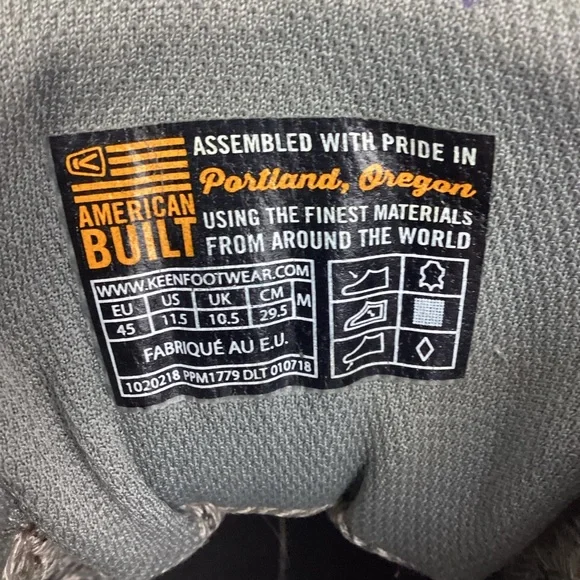 ASSEMBLED WITH PRIDE IN
Portland, Oregon
AMERICAN
BUILT
USING THE FINEST MATERIALS
FROM AROUND THE WORLD
WWW.KEENFOOTWEAR.COM
EU US UK CM M
45 11.5 10.5 29.5
FABRIQUÉ AU E.U.
1020218 PPM1779 DLT 010718